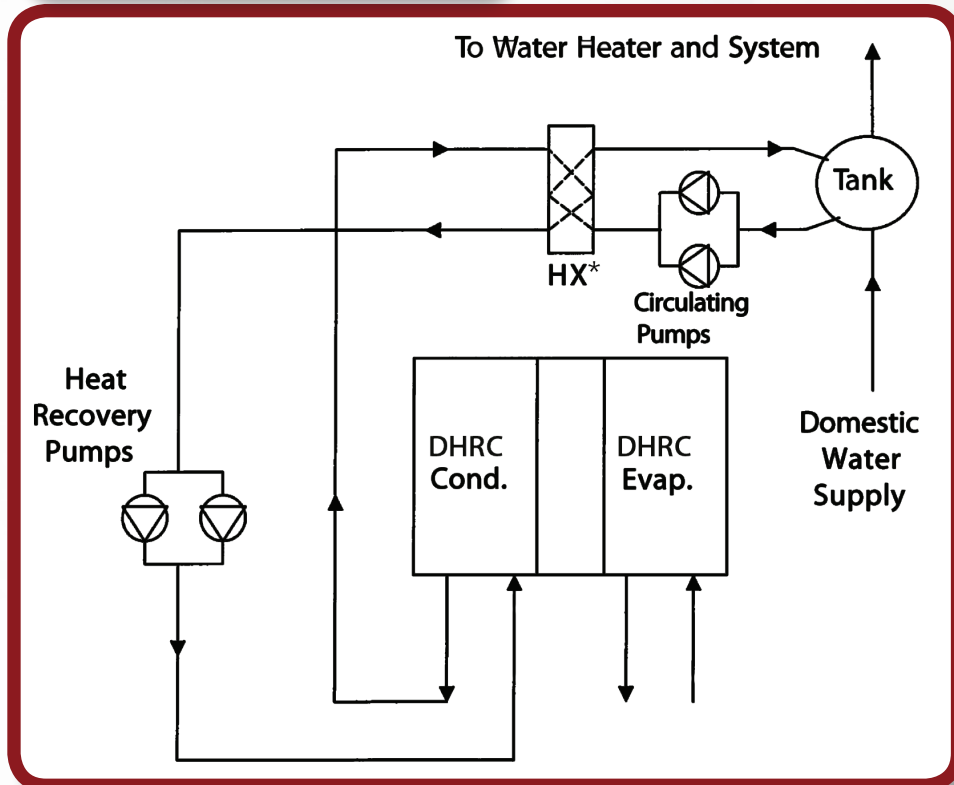 To Water Heater and System
Tank
HX*
Circulating
Pumps
Heat
Recovery
Pumps
DHRC
Cond.
DHRC
Evap.
Domestic
Water
Supply